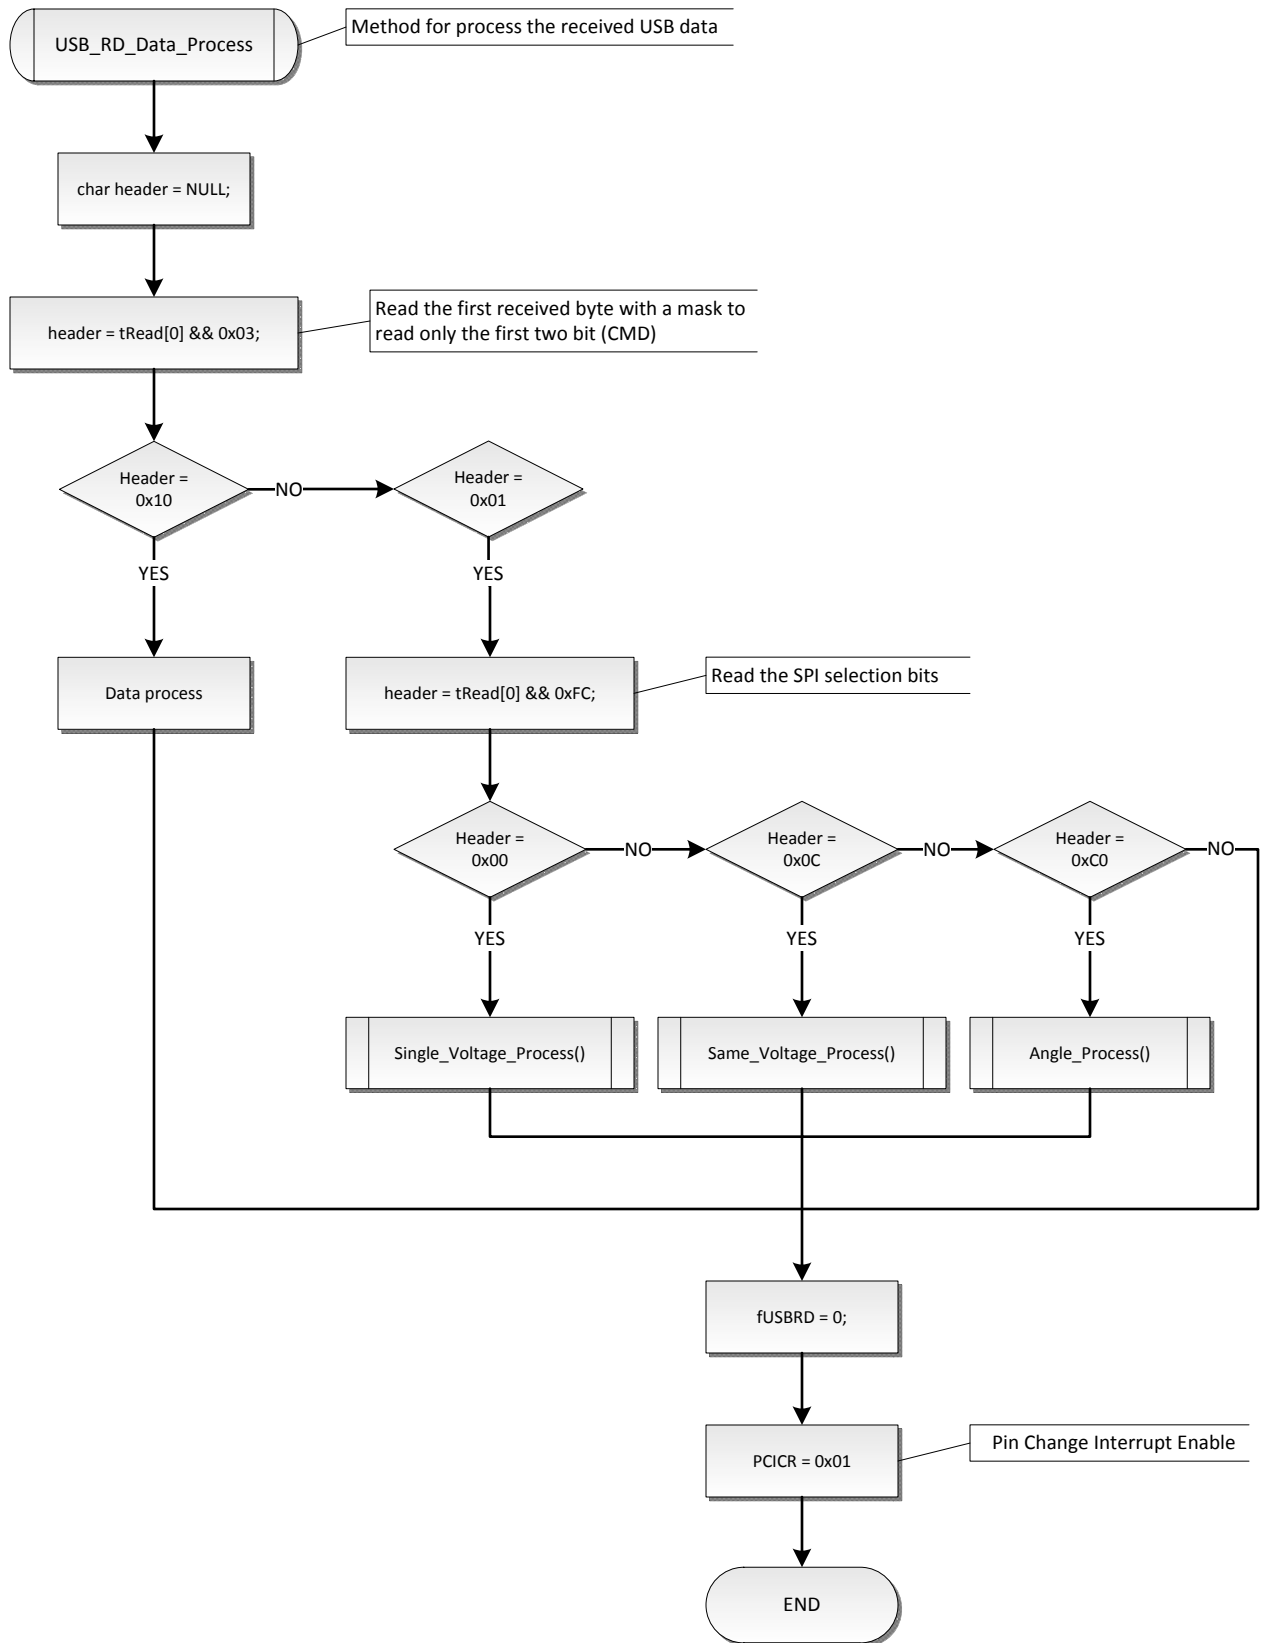 USB_RD_Data_Process
Method for process the received USB data
char header = NULL;
header = tRead[0] && 0x03;
Read the first received byte with a mask to
read only the first two bit (CMD)
Header =
0x10
NO
Header =
0x01
YES
YES
Data process
header = tRead[0] && 0xFC;
Read the SPI selection bits
Header =
0x00
NO
Header =
0x0C
NO
Header =
0xC0
NO
YES
YES
YES
Single_Voltage_Process()
Same_Voltage_Process()
Angle_Process()
fUSBRD = 0;
PCICR = 0x01
Pin Change Interrupt Enable
END